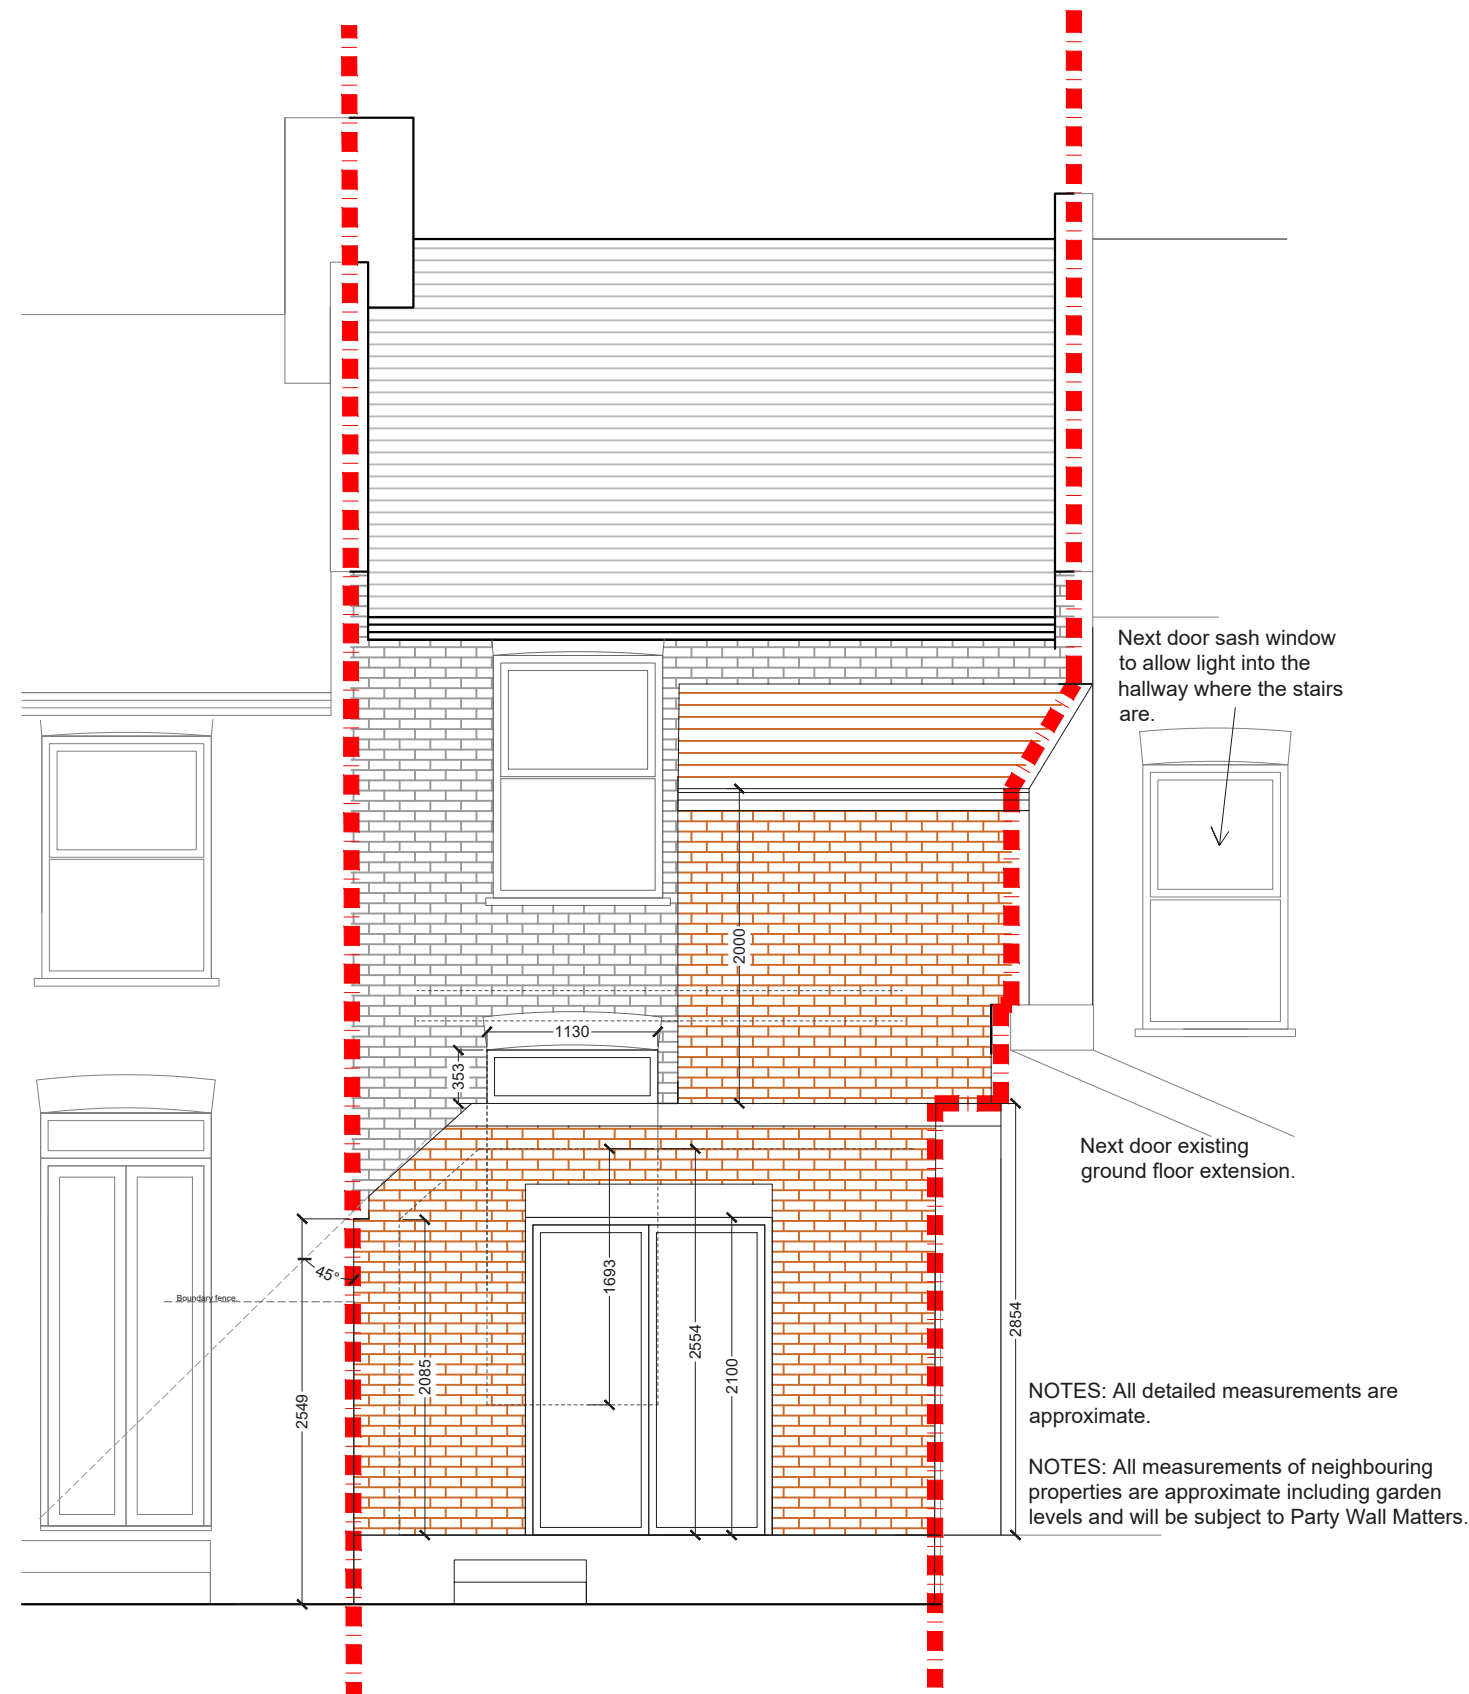 Next door sash window
to allow light into the
hallway where the stairs
are.
2000
1130
353
Next door existing
ground floor extension.
45°
Boundary fence
1693
2854
2554
2085
2100
2549
NOTES: All detailed measurements are
approximate.
NOTES: All measurements of neighbouring
properties are approximate including garden
levels and will be subject to Party Wall Matters.